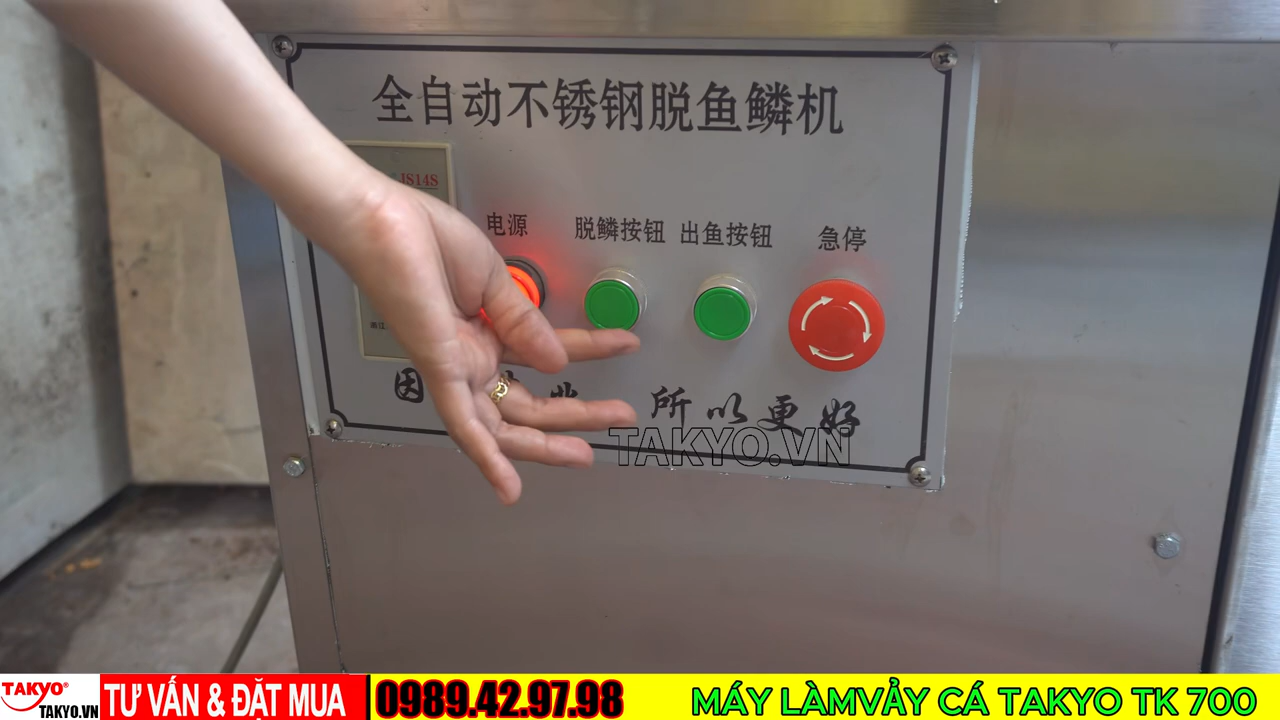 全自动不锈钢脱鱼鳞机
JS14S
电源
脱鳞按钮
出鱼按钮
急停
因
所以更好
TAKYO.VN
TAKYO®
TAKYO.VN
TƯ VẤN & ĐẶT MUA
0989.42.97.98
MÁY LÀMVẢY CÁ TAKYO TK 700